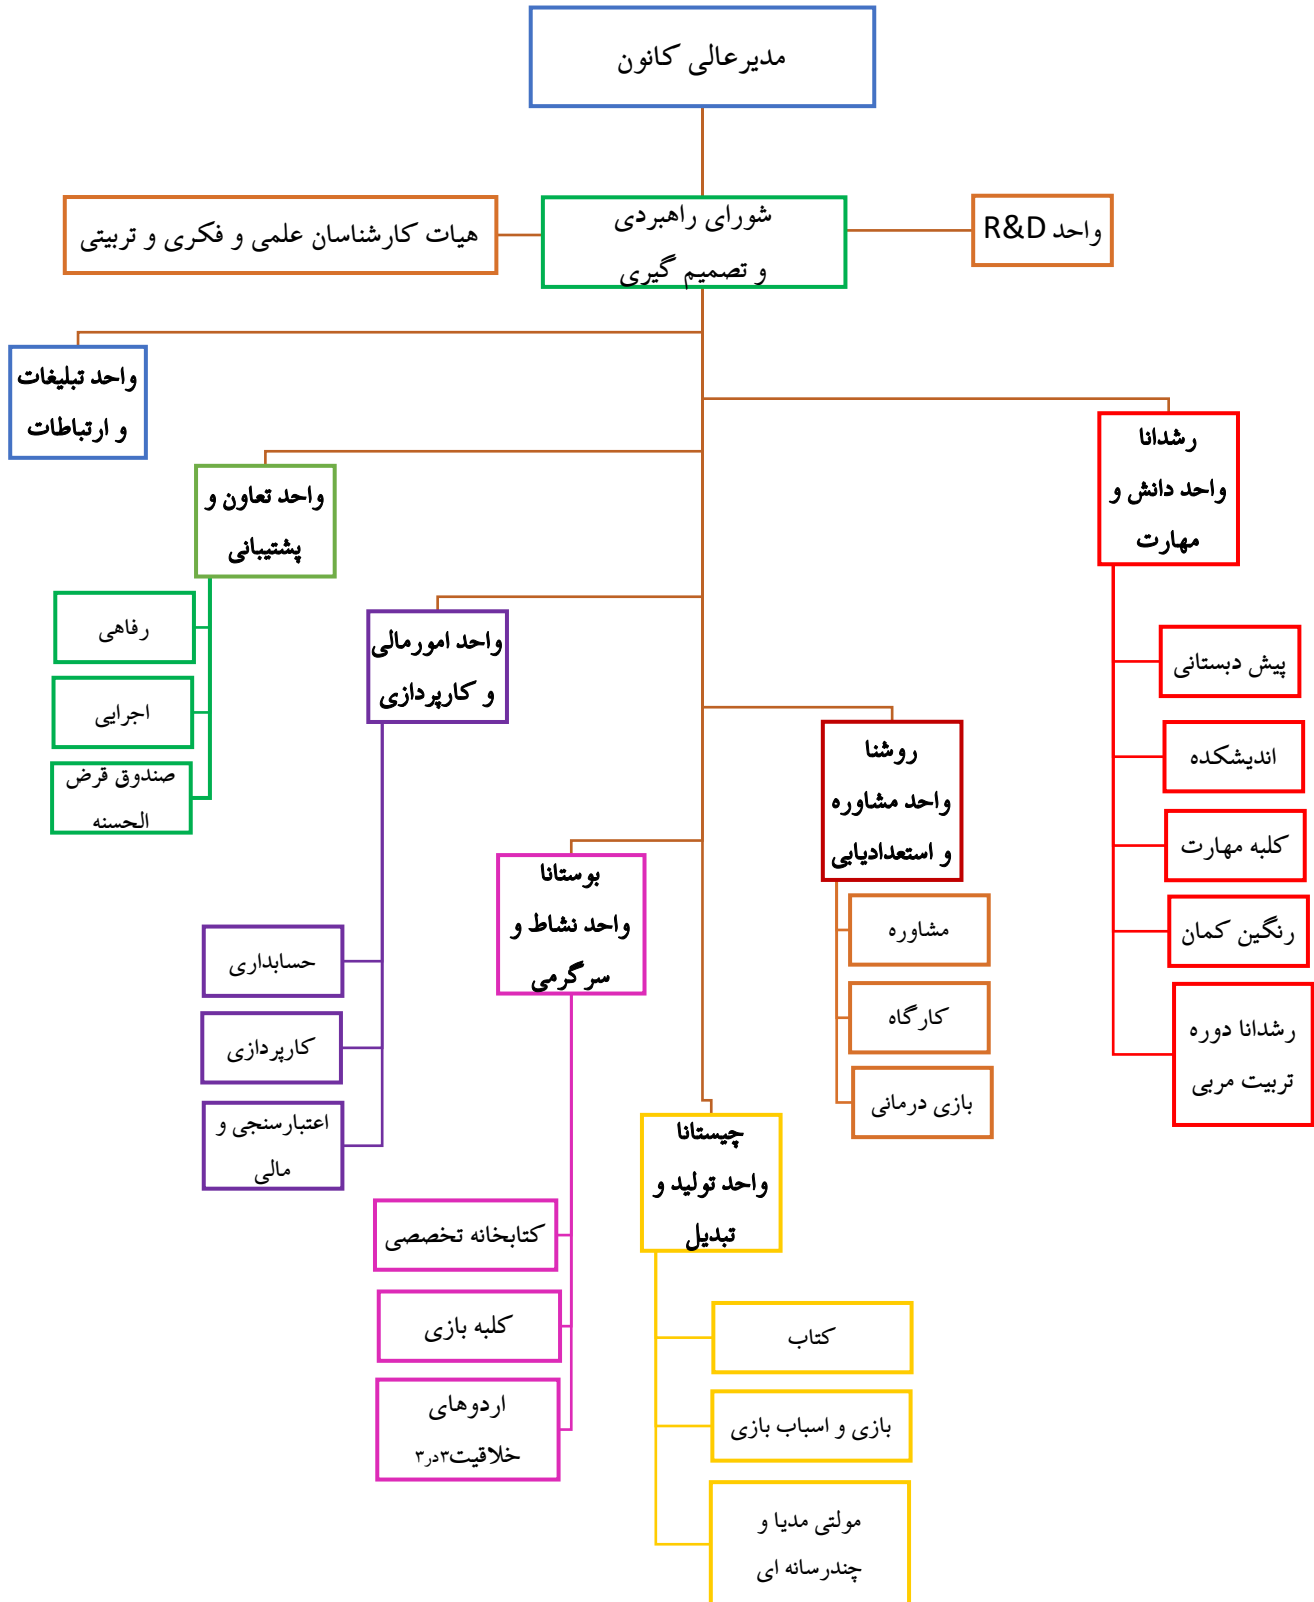 مدیرعالی کانون
واحد R&D
شورای راهبردی
و تصمیم گیری
هیات کارشناسان علمی و فکری و تربیتی
واحد تبلیغات
و ارتباطات
رشدانا
واحد دانش و
مهارت
واحد تعاون و
پشتیبانی
رفاهی
اجرایی
صندوق قرض
الحسنه
واحد امورمالی
و کارپردازی
پیش دبستانی
اندیشکده
کلبه مهارت
رنگین کمان
رشدانا دوره
تربیت مربی
روشنا
واحد مشاوره
و استعدادیابی
مشاوره
کارگاه
بازی درمانی
بوستانا
واحد نشاط و
سرگرمی
حسابداری
کارپردازی
اعتبارسنجی و
مالی
چیستانا
واحد تولید و
تبدیل
کتابخانه تخصصی
کلبه بازی
اردوهای
خلاقیت۳در۳
کتاب
بازی و اسباب بازی
مولتی مدیا و
چندرسانه ای